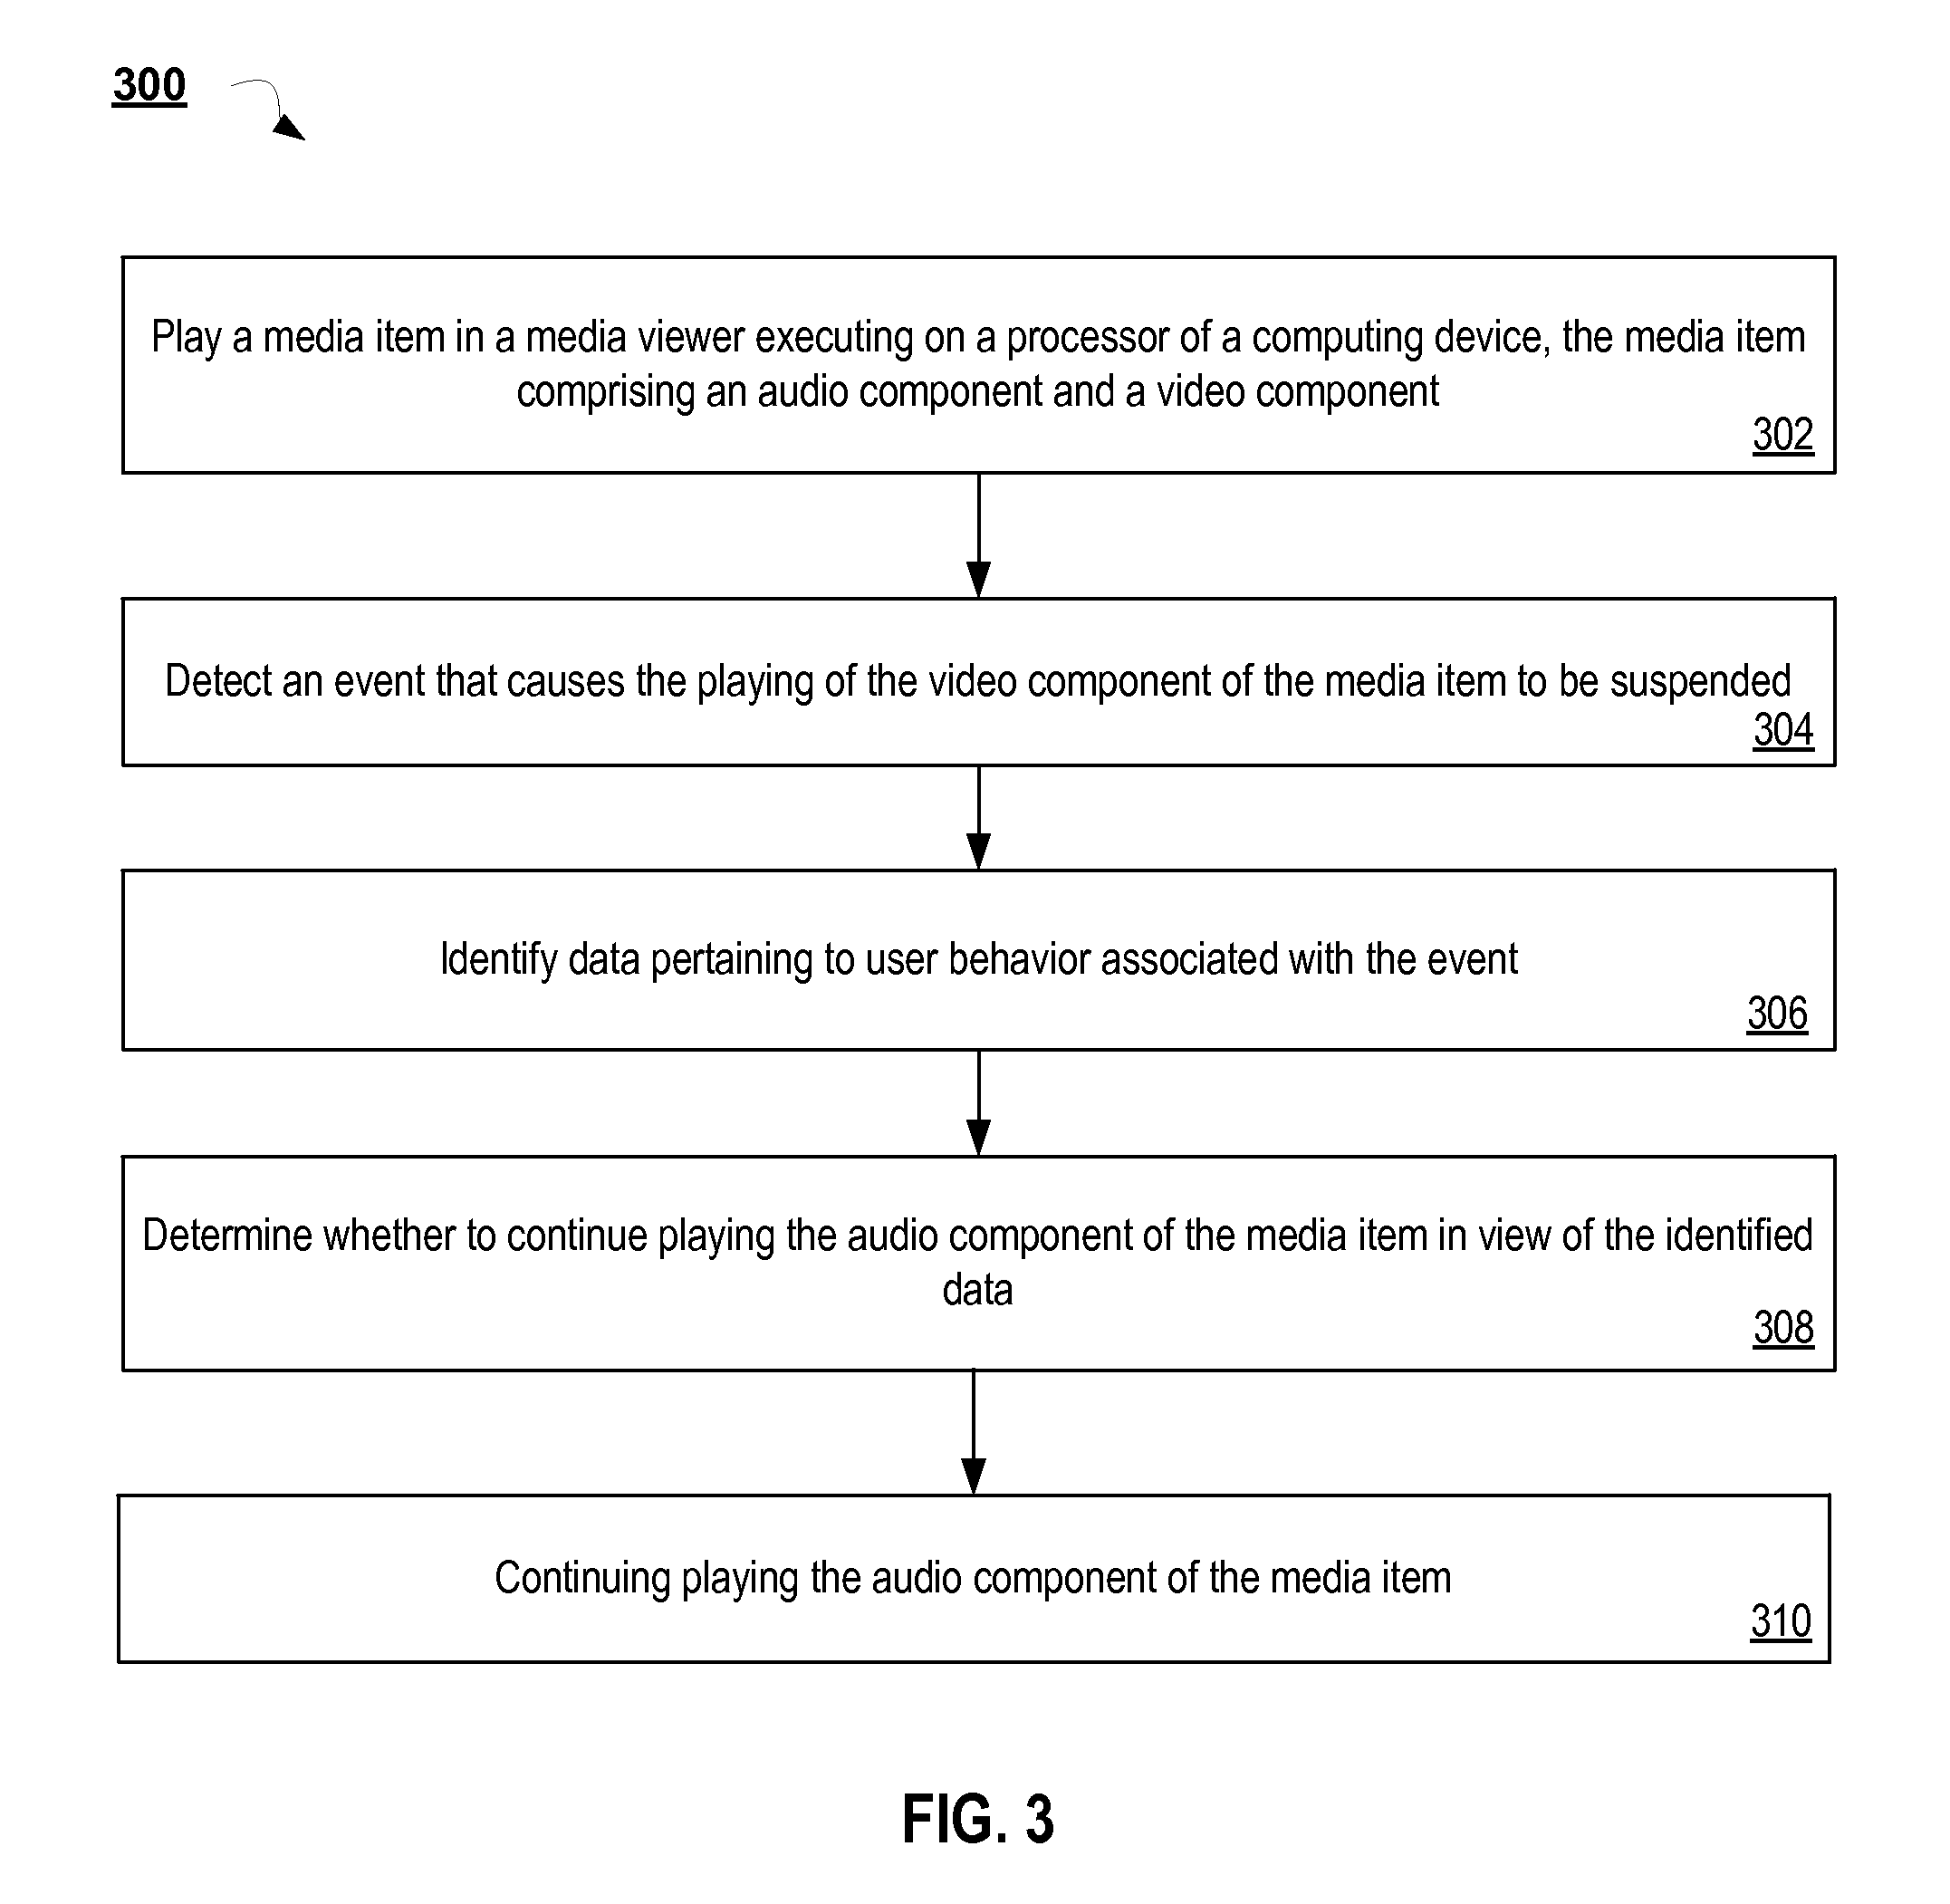 300
Play a media item in a media viewer executing on a processor of a computing device, the media item
comprising an audio component and a video component
302
Detect an event that causes the playing of the video component of the media item to be suspended
304
Identify data pertaining to user behavior associated with the event
306
Determine whether to continue playing the audio component of the media item in view of the identified
data
308
Continuing playing the audio component of the media item
310
FIG. 3